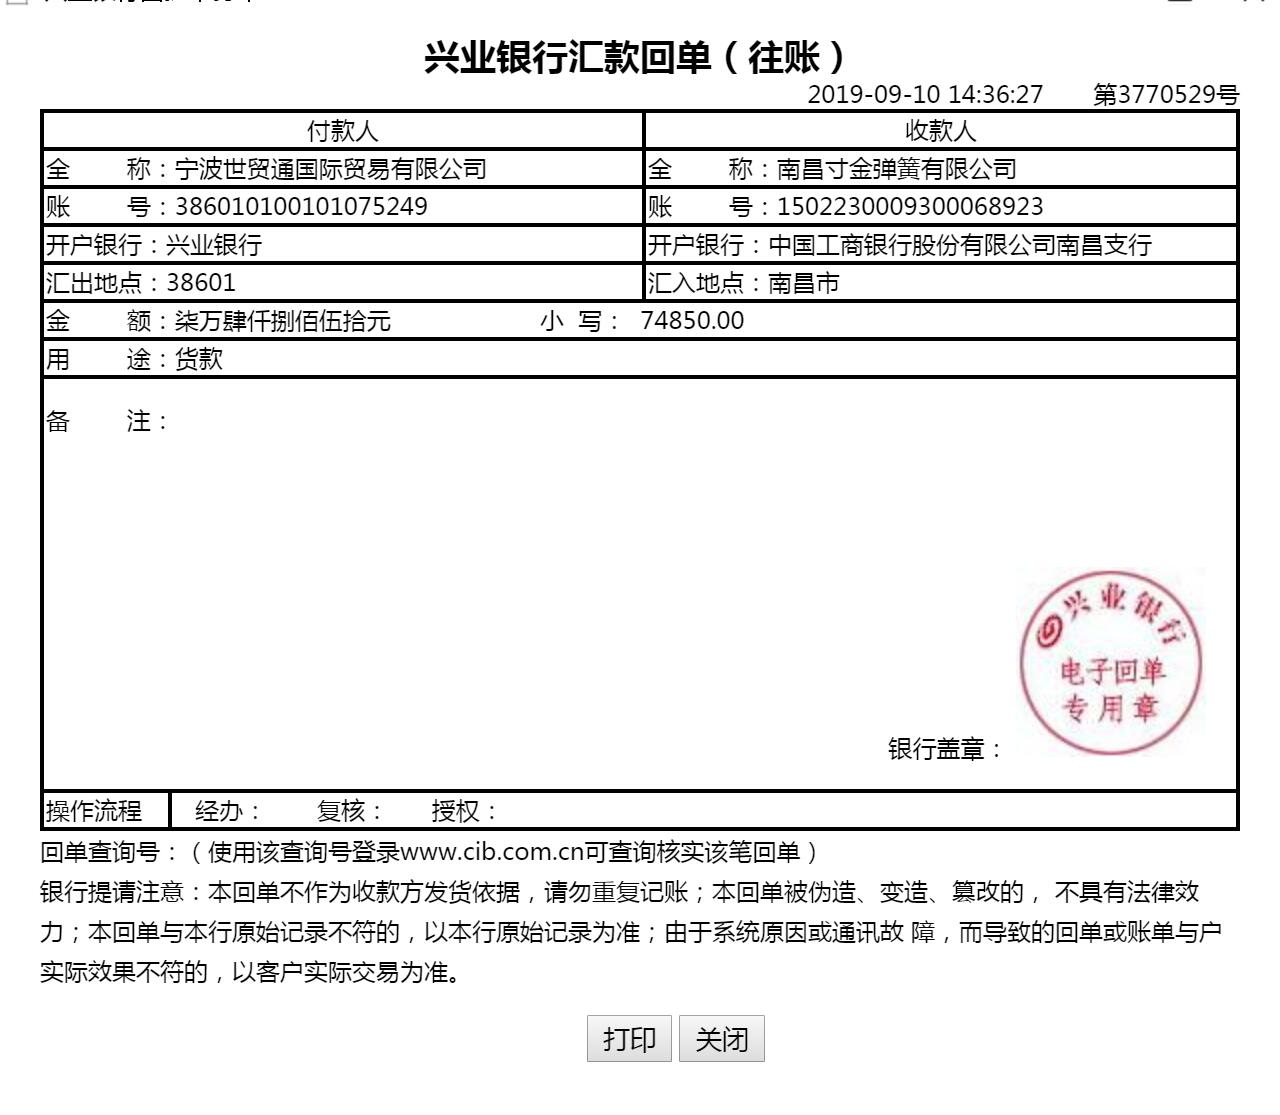 兴业银行汇款回单（往账）
2019-09-10 14:36:27 第3770529号
付款人 收款人
全 称：宁波世贸通国际贸易有限公司 全 称：南昌寸金弹簧有限公司
账 号：386010100101075249 账 号：1502230009300068923
开户银行：兴业银行 开户银行：中国工商银行股份有限公司南昌支行
汇出地点：38601 汇入地点：南昌市
金 额：柒万肆仟捌佰伍拾元 小 写： 74850.00
用 途：货款
备 注：
兴业银行
电子回单
专用章
银行盖章：
操作流程 经办： 复核： 授权：
回单查询号：（使用该查询号登录www.cib.com.cn可查询核实该笔回单）
银行提请注意：本回单不作为收款方发货依据，请勿重复记账；本回单被伪造、变造、篡改的， 不具有法律效
力；本回单与本行原始记录不符的，以本行原始记录为准；由于系统原因或通讯故 障，而导致的回单或账单与户
实际效果不符的，以客户实际交易为准。
打印 关闭